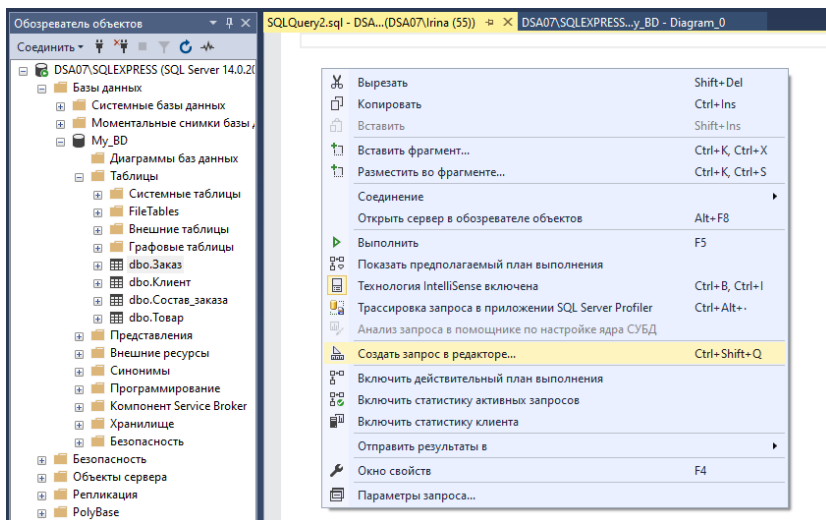 Обозреватель объектов
SQLQuery2.sql - DSA...(DSA07\Irina (55))
DSA07\SQLEXPRESS...y_BD - Diagram_0
Соединить
DSA07\SQLEXPRESS (SQL Server 14.0.20
Базы данных
Системные базы данных
Моментальные снимки базы
My_BD
Диаграммы баз данных
Таблицы
Системные таблицы
FileTables
Внешние таблицы
Графовые таблицы
dbo.Заказ
dbo.Клиент
dbo.Состав_заказа
dbo.Товар
Представления
Внешние ресурсы
Синонимы
Программирование
Компонент Service Broker
Хранилище
Безопасность
Безопасность
Объекты сервера
Репликация
PolyBase
Вырезать Shift+Del
Копировать Ctrl+Ins
Вставить Shift+Ins
Вставить фрагмент... Ctrl+K, Ctrl+X
Разместить во фрагменте... Ctrl+K, Ctrl+S
Соединение
Открыть сервер в обозревателе объектов Alt+F8
Выполнить F5
Показать предполагаемый план выполнения
Технология IntelliSense включена Ctrl+B, Ctrl+I
Трассировка запроса в приложении SQL Server Profiler Ctrl+Alt+·
Анализ запроса в помощнике по настройке ядра СУБД
Создать запрос в редакторе... Ctrl+Shift+Q
Включить действительный план выполнения
Включить статистику активных запросов
Включить статистику клиента
Отправить результаты в
Окно свойств F4
Параметры запроса...